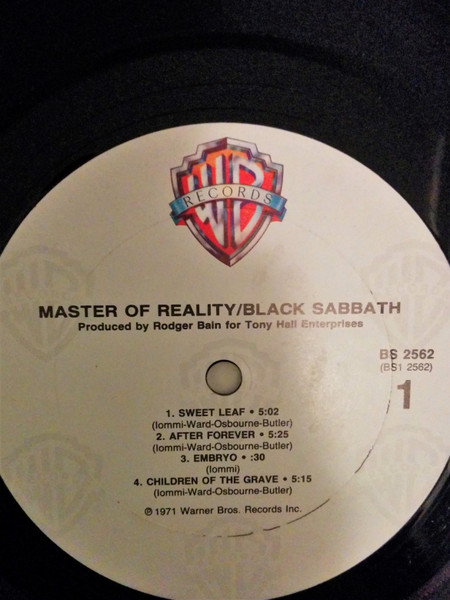 RECORDS
MASTER OF REALITY/BLACK SABBATH
Produced by Rodger Bain for Tony Hall Enterprises
BS 2562
(BS1 2562)
1
1. SWEET LEAF • 5:02
(Iommi-Ward-Osbourne-Butler)
2. AFTER FOREVER • 5:25
(Iommi-Ward-Osbourne-Butler)
3. EMBRYO • :30
(Iommi)
4. CHILDREN OF THE GRAVE • 5:15
(Iommi-Ward-Osbourne-Butler)
℗ 1971 Warner Bros. Records Inc.